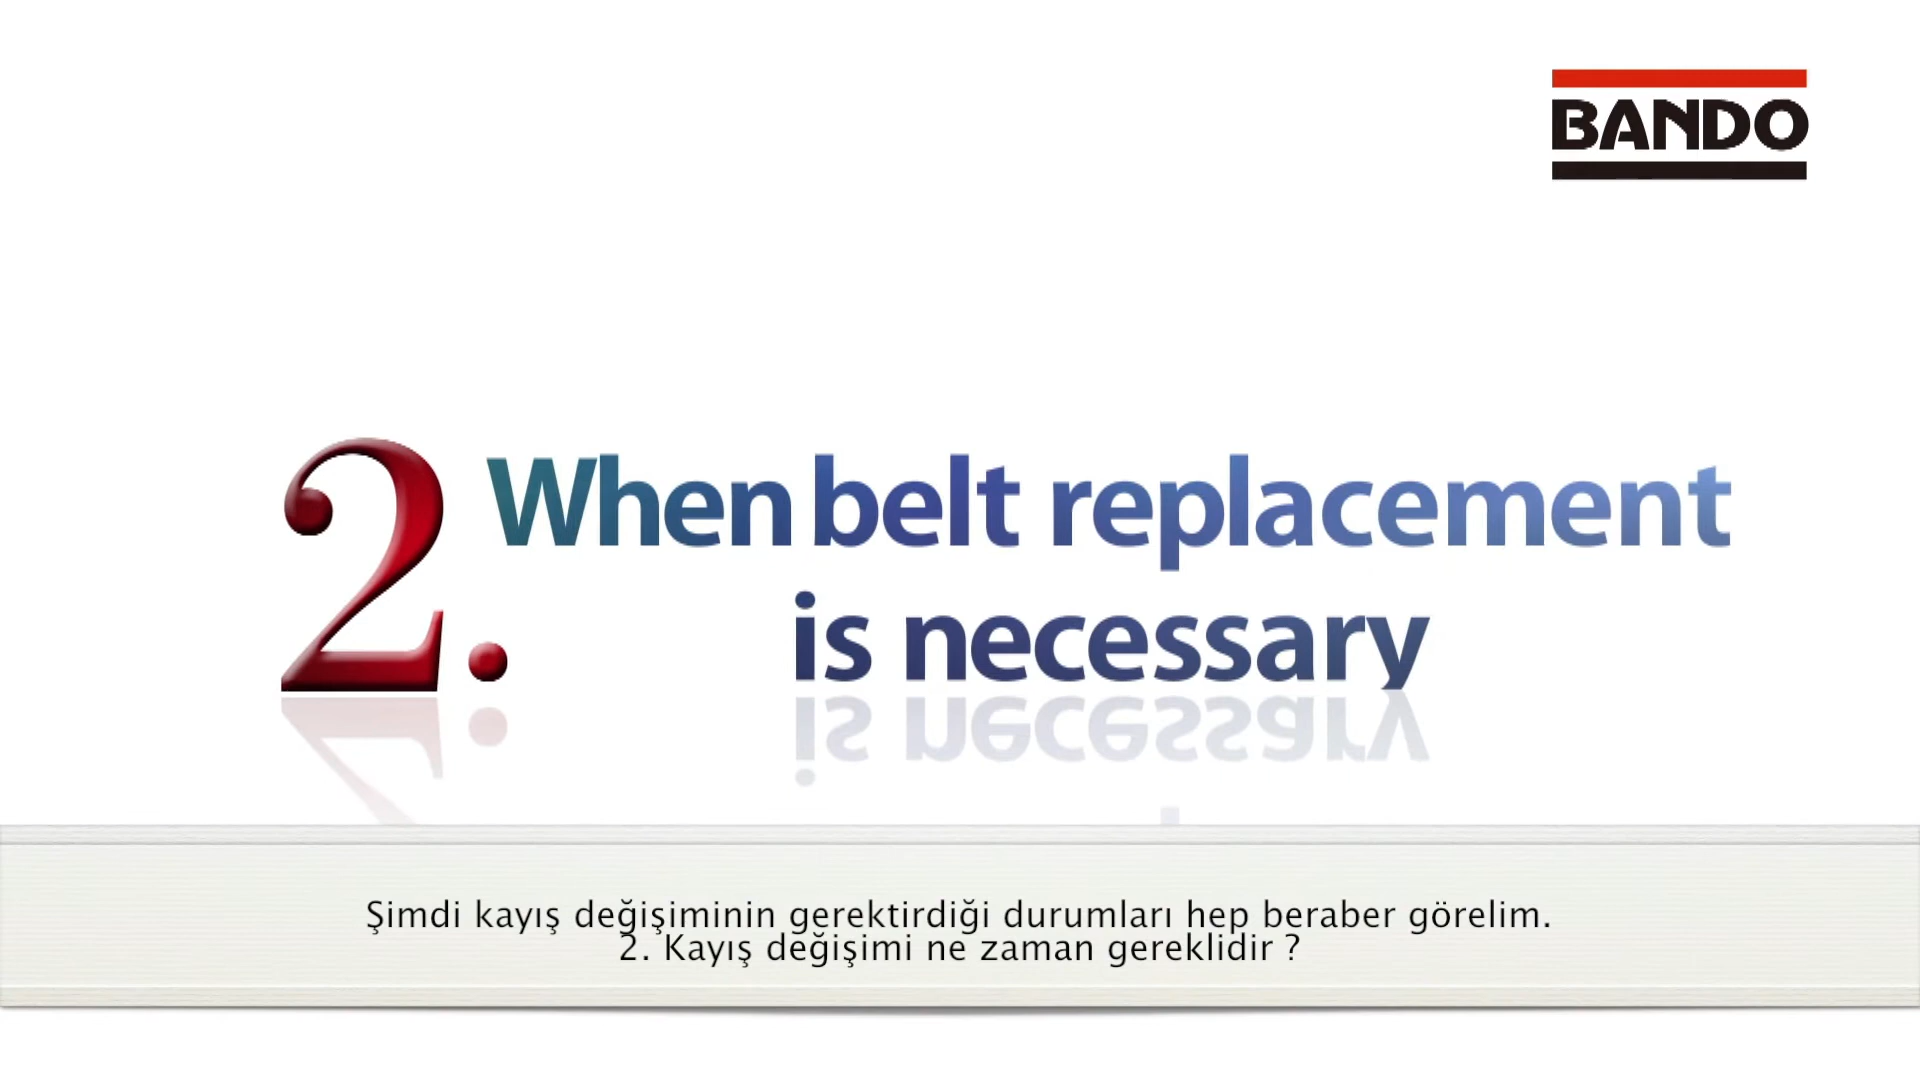 BANDO
2. When belt replacement
is necessary
Şimdi kayış değişiminin gerektirdiği durumları hep beraber görelim.
2. Kayış değişimi ne zaman gereklidir ?